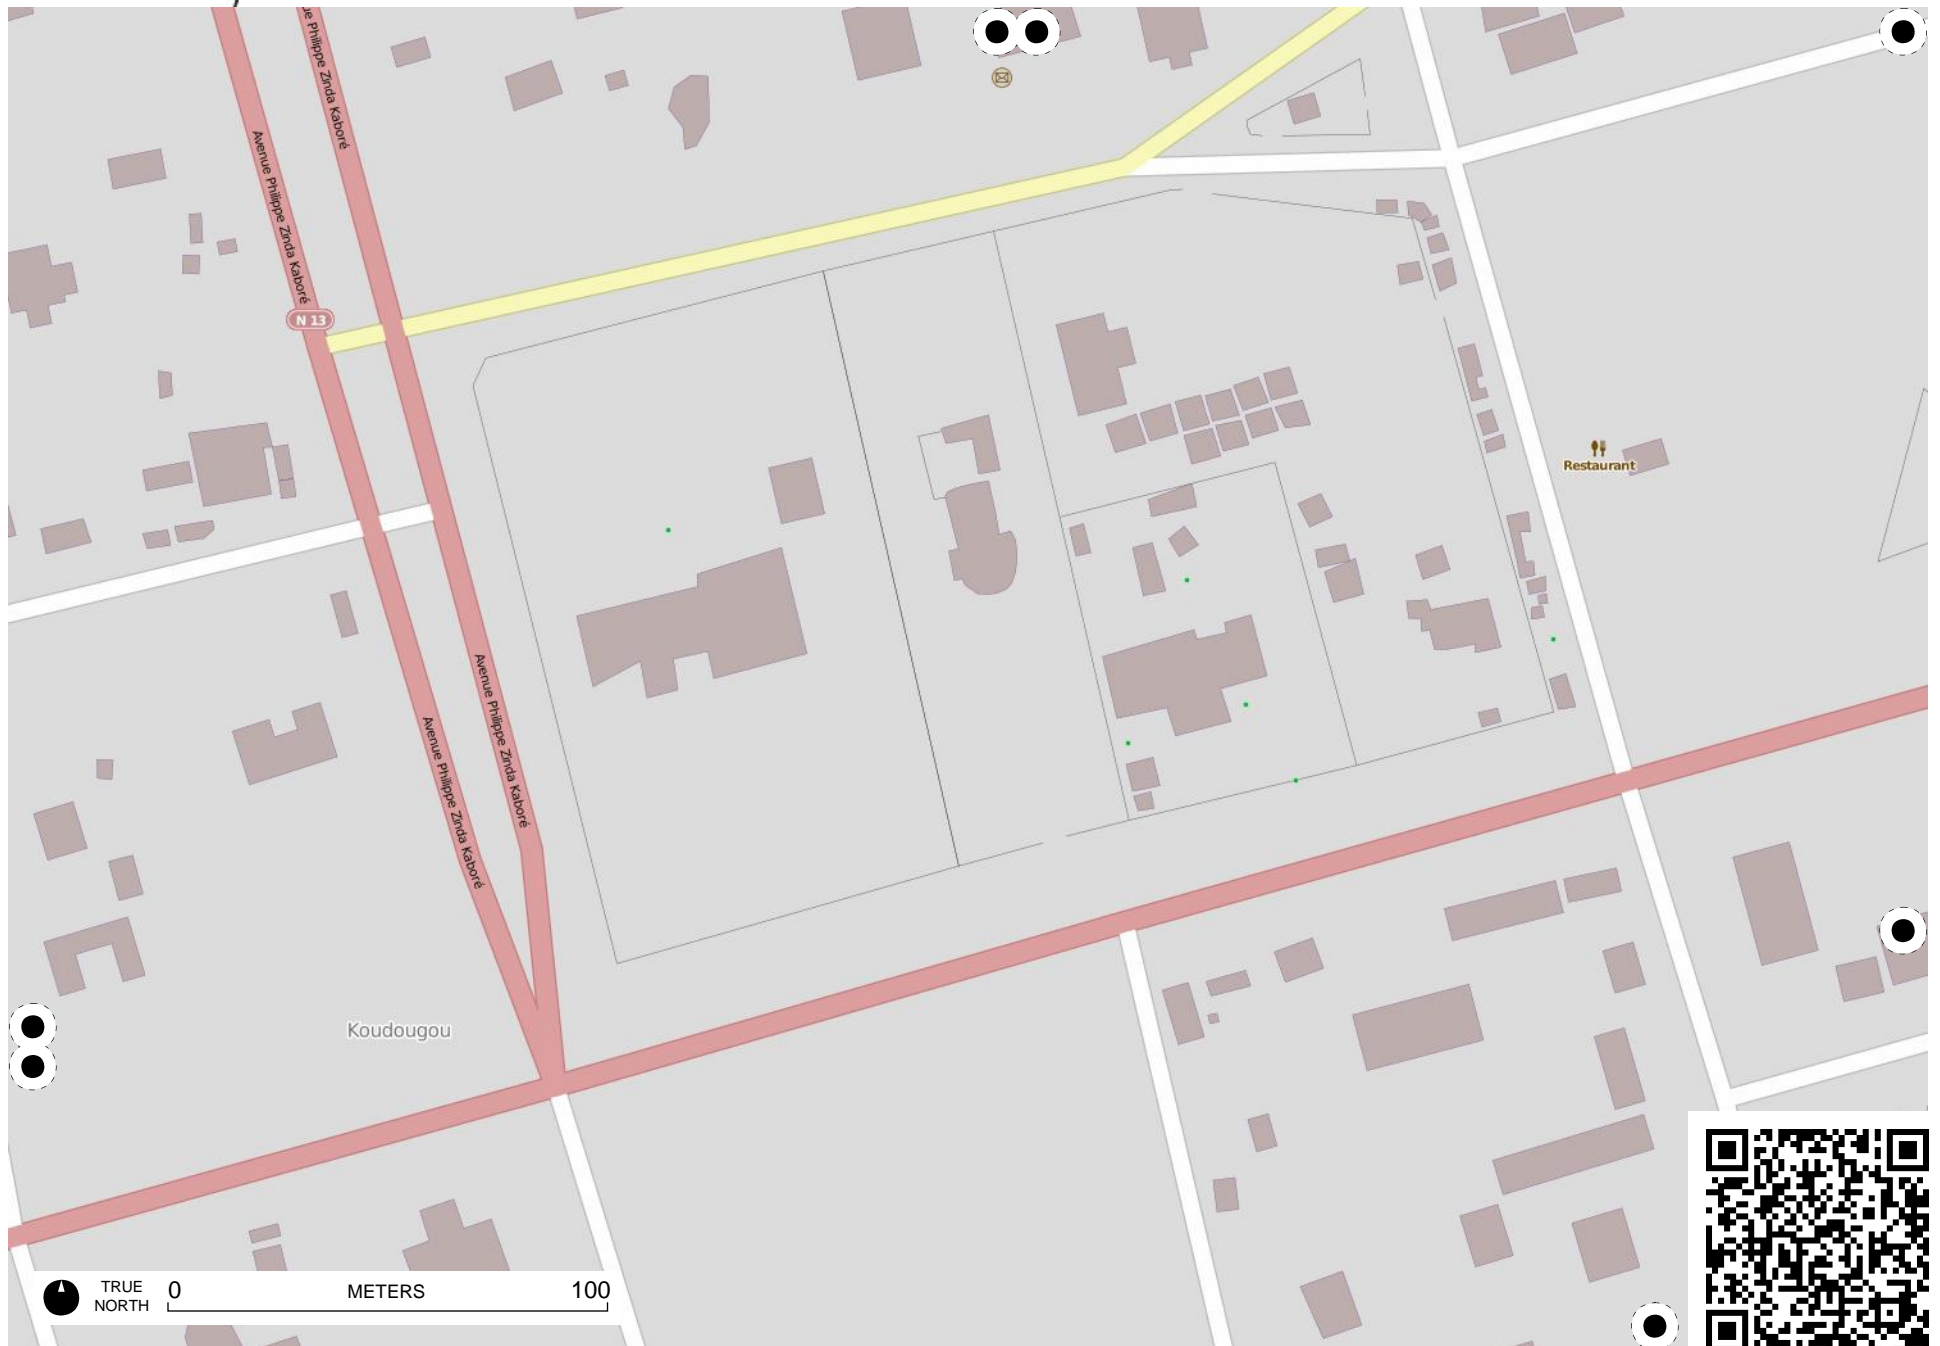 ue Philippe Zinda Kaboré
Avenue Philippe Zinda Kaboré
N 13
Restaurant
Avenue Philippe Zinda Kaboré
Avenue Philippe Zinda Kaboré
Koudougou
TRUE NORTH
0 METERS 100